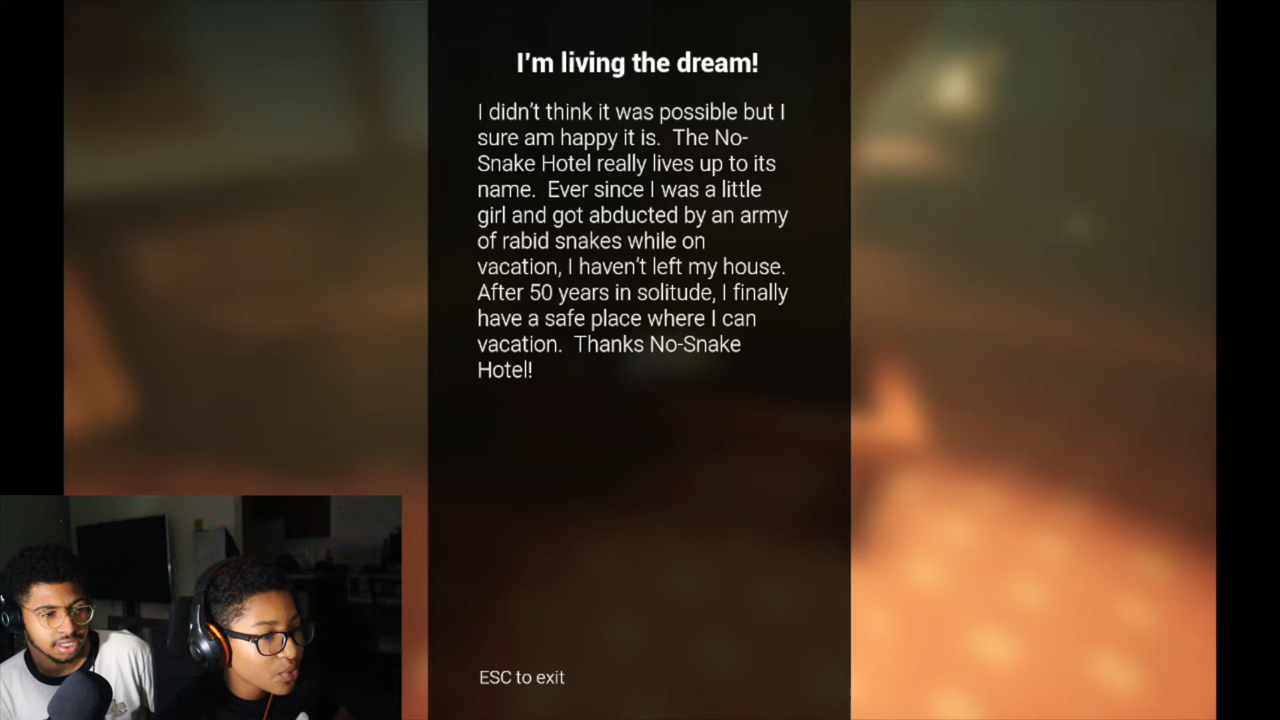 I'm living the dream!
I didn't think it was possible but I
sure am happy it is.  The No-
Snake Hotel really lives up to its
name.  Ever since I was a little
girl and got abducted by an army
of rabid snakes while on
vacation, I haven't left my house.
After 50 years in solitude, I finally
have a safe place where I can
vacation.  Thanks No-Snake
Hotel!
ESC to exit